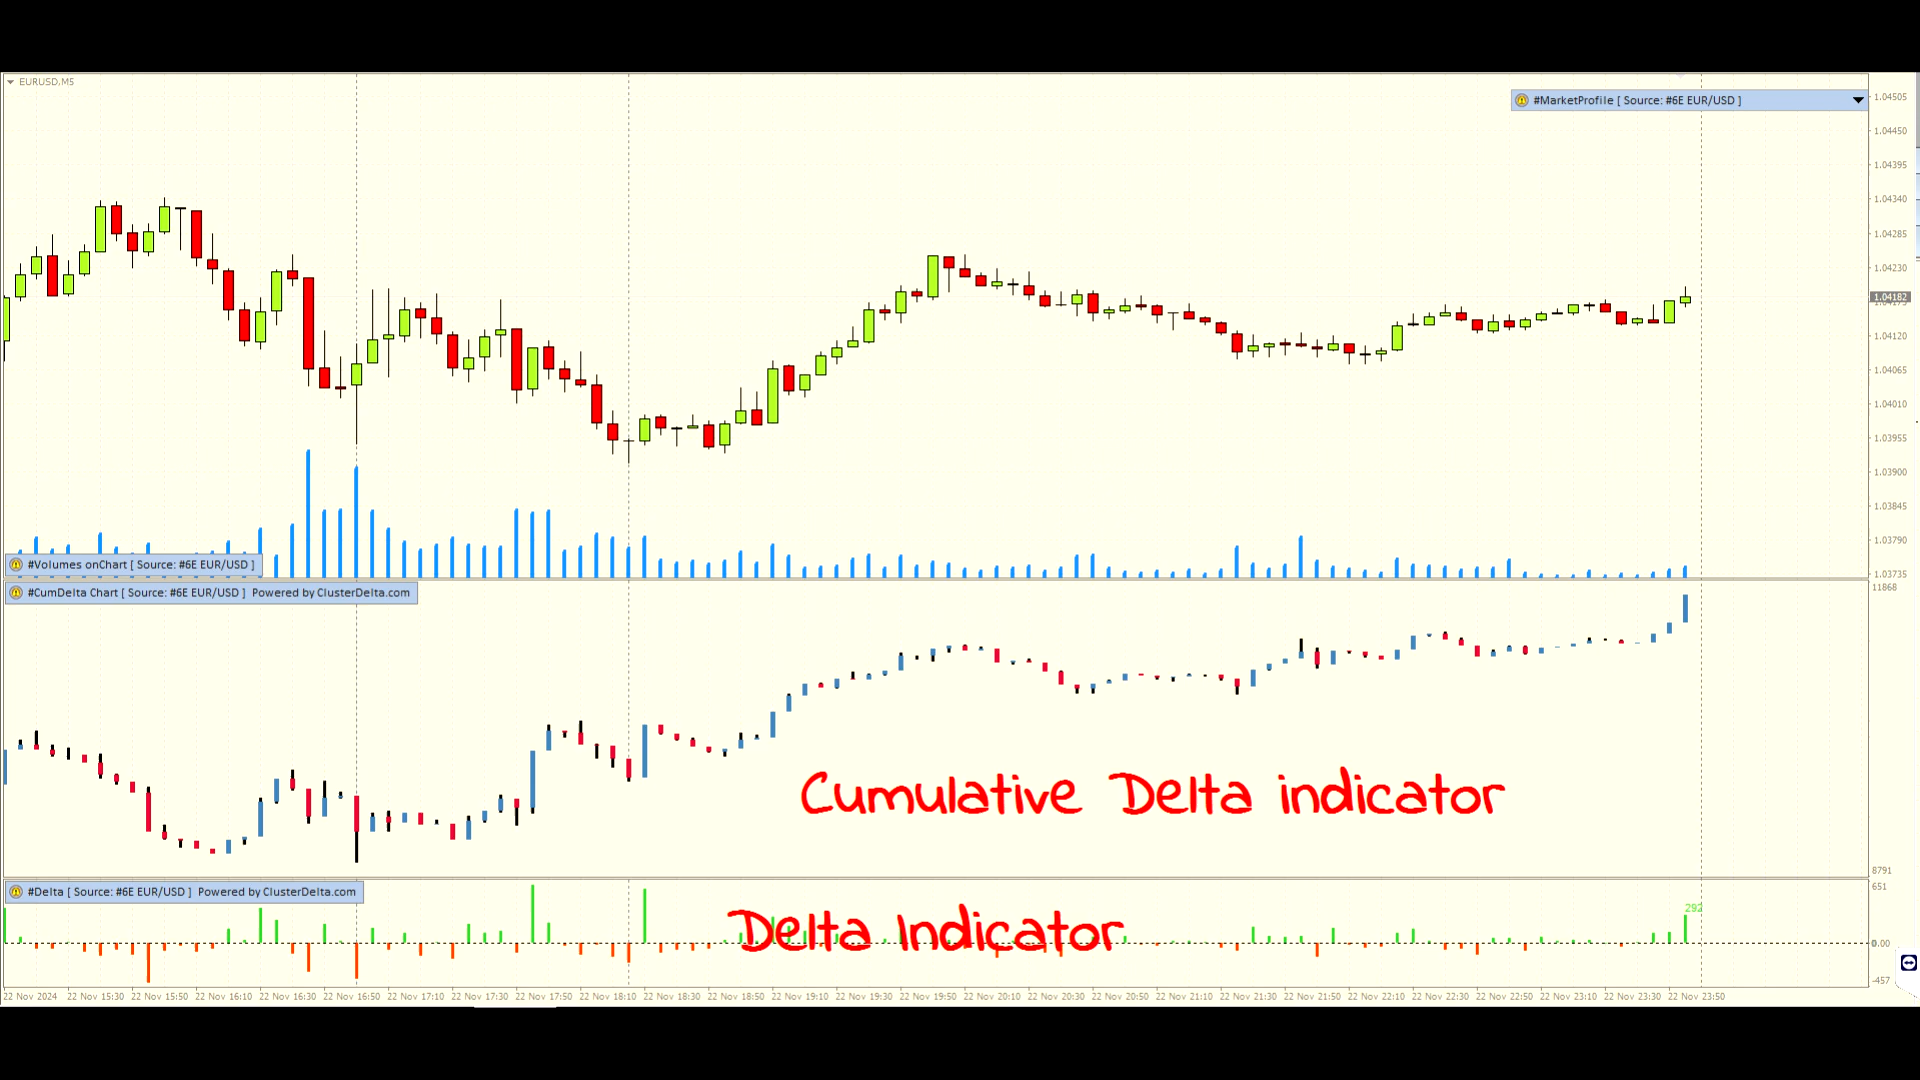 EURUSD,M5
#MarketProfile [ Source: #6E EUR/USD ]
1.04505
1.04450
1.04395
1.04340
1.04285
1.04230
1.04182
1.04120
1.04065
1.04010
1.03955
1.03900
1.03845
1.03790
1.03735
#Volumes onChart [ Source: #6E EUR/USD ]
#CumDelta Chart [ Source: #6E EUR/USD ] Powered by ClusterDelta.com
11868
Cumulative Delta indicator
8791
#Delta [ Source: #6E EUR/USD ] Powered by ClusterDelta.com
651
Delta Indicator
292
0.00
-457
22 Nov 2024 22 Nov 15:30 22 Nov 15:50 22 Nov 16:10 22 Nov 16:30 22 Nov 16:50 22 Nov 17:10 22 Nov 17:30 22 Nov 17:50 22 Nov 18:10 22 Nov 18:30 22 Nov 18:50 22 Nov 19:10 22 Nov 19:30 22 Nov 19:50 22 Nov 20:10 22 Nov 20:30 22 Nov 20:50 22 Nov 21:10 22 Nov 21:30 22 Nov 21:50 22 Nov 22:10 22 Nov 22:30 22 Nov 22:50 22 Nov 23:10 22 Nov 23:30 22 Nov 23:50